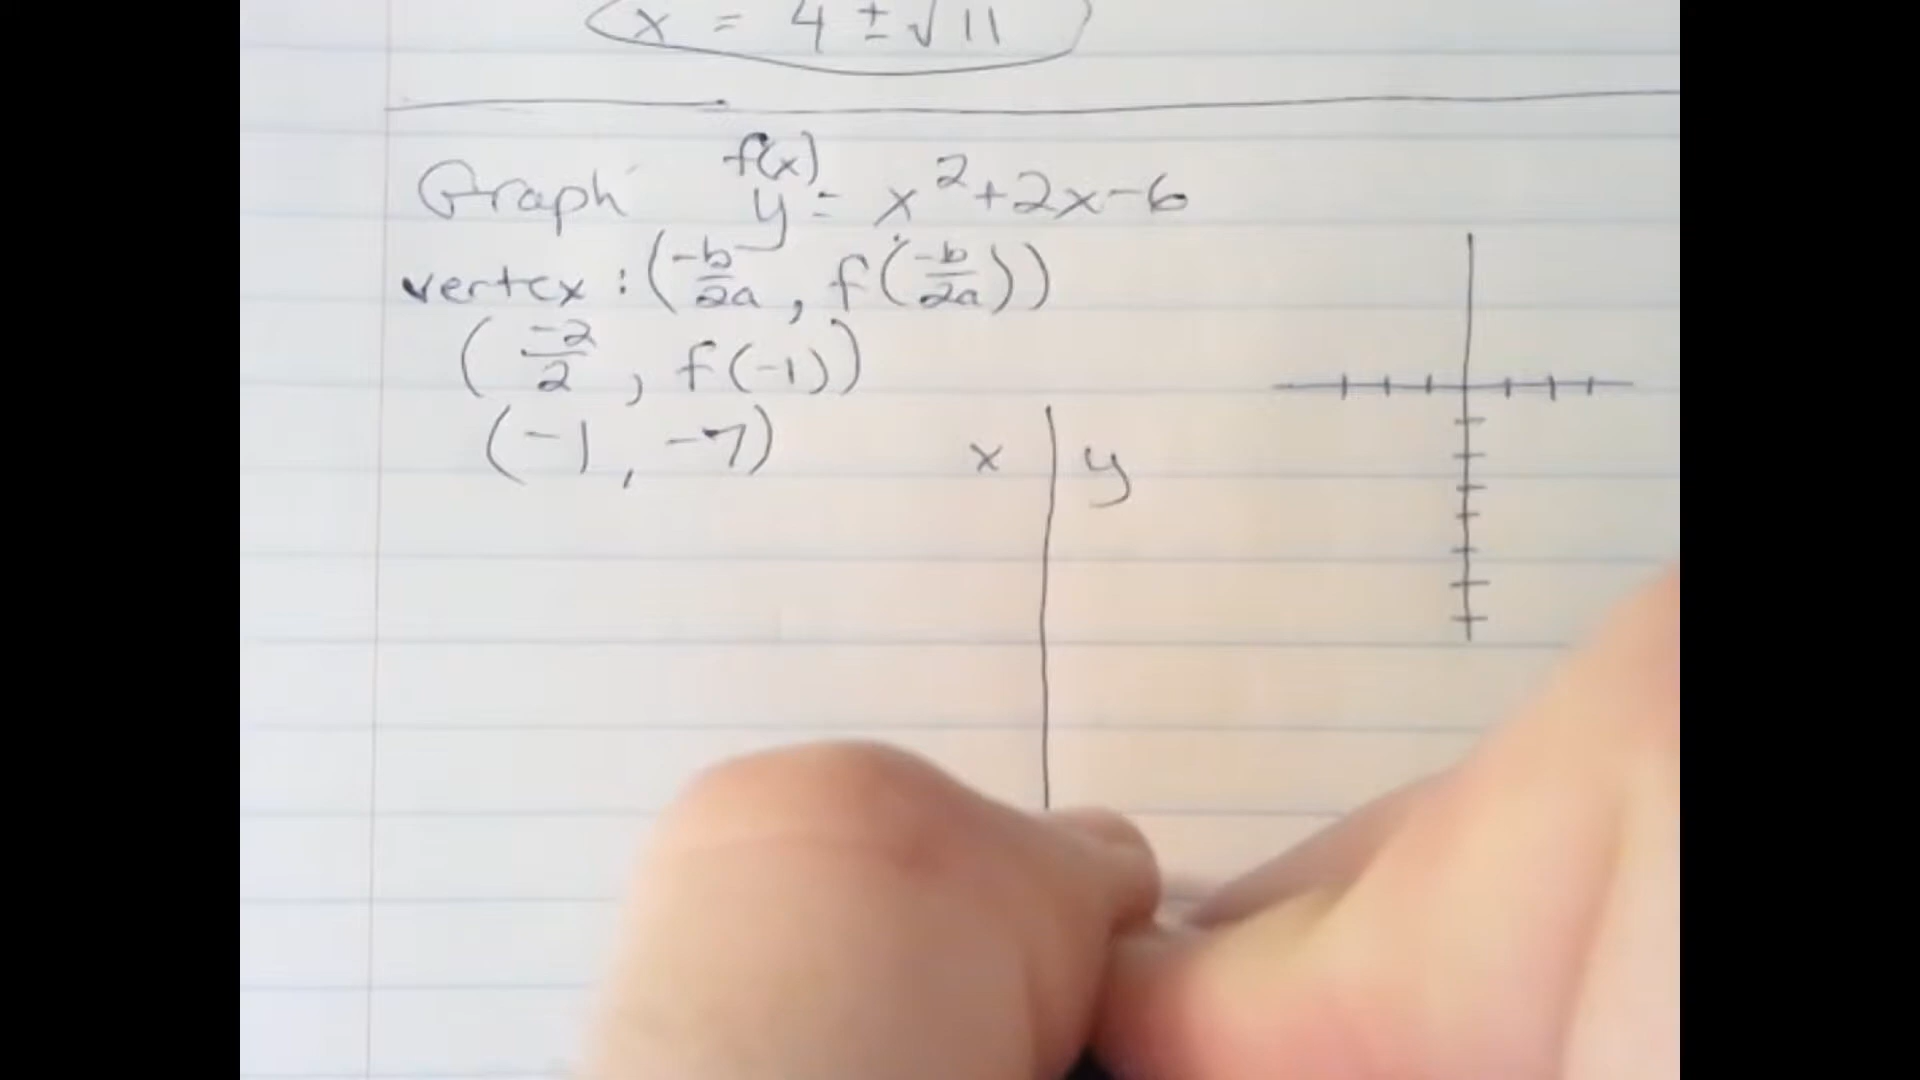 x = 4 ± √11
f(x)
Graph y = x² + 2x - 6
vertex : (-b/2a , f(-b/2a))
(-2/2 , f(-1))
(-1 , -7)
x | y